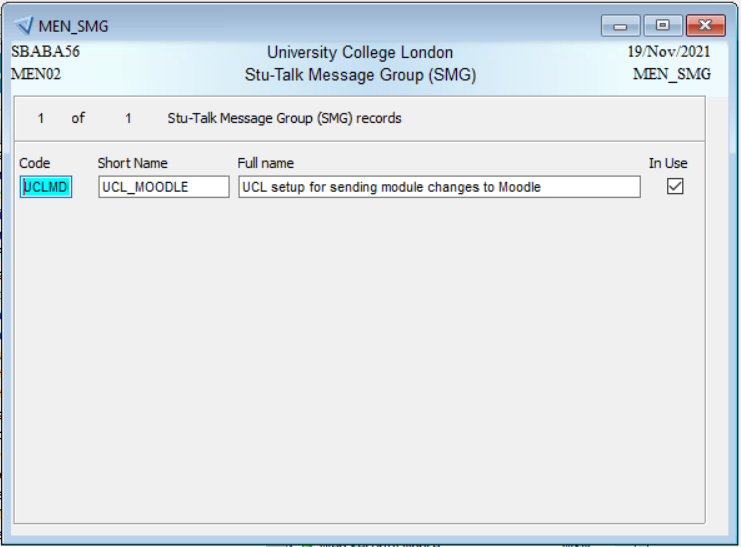 MEN_SMG
SBABA56 University College London 19/Nov/2021
MEN02 Stu-Talk Message Group (SMG) MEN_SMG
1 of 1 Stu-Talk Message Group (SMG) records
Code Short Name Full name In Use
UCLMD UCL_MOODLE UCL setup for sending module changes to Moodle